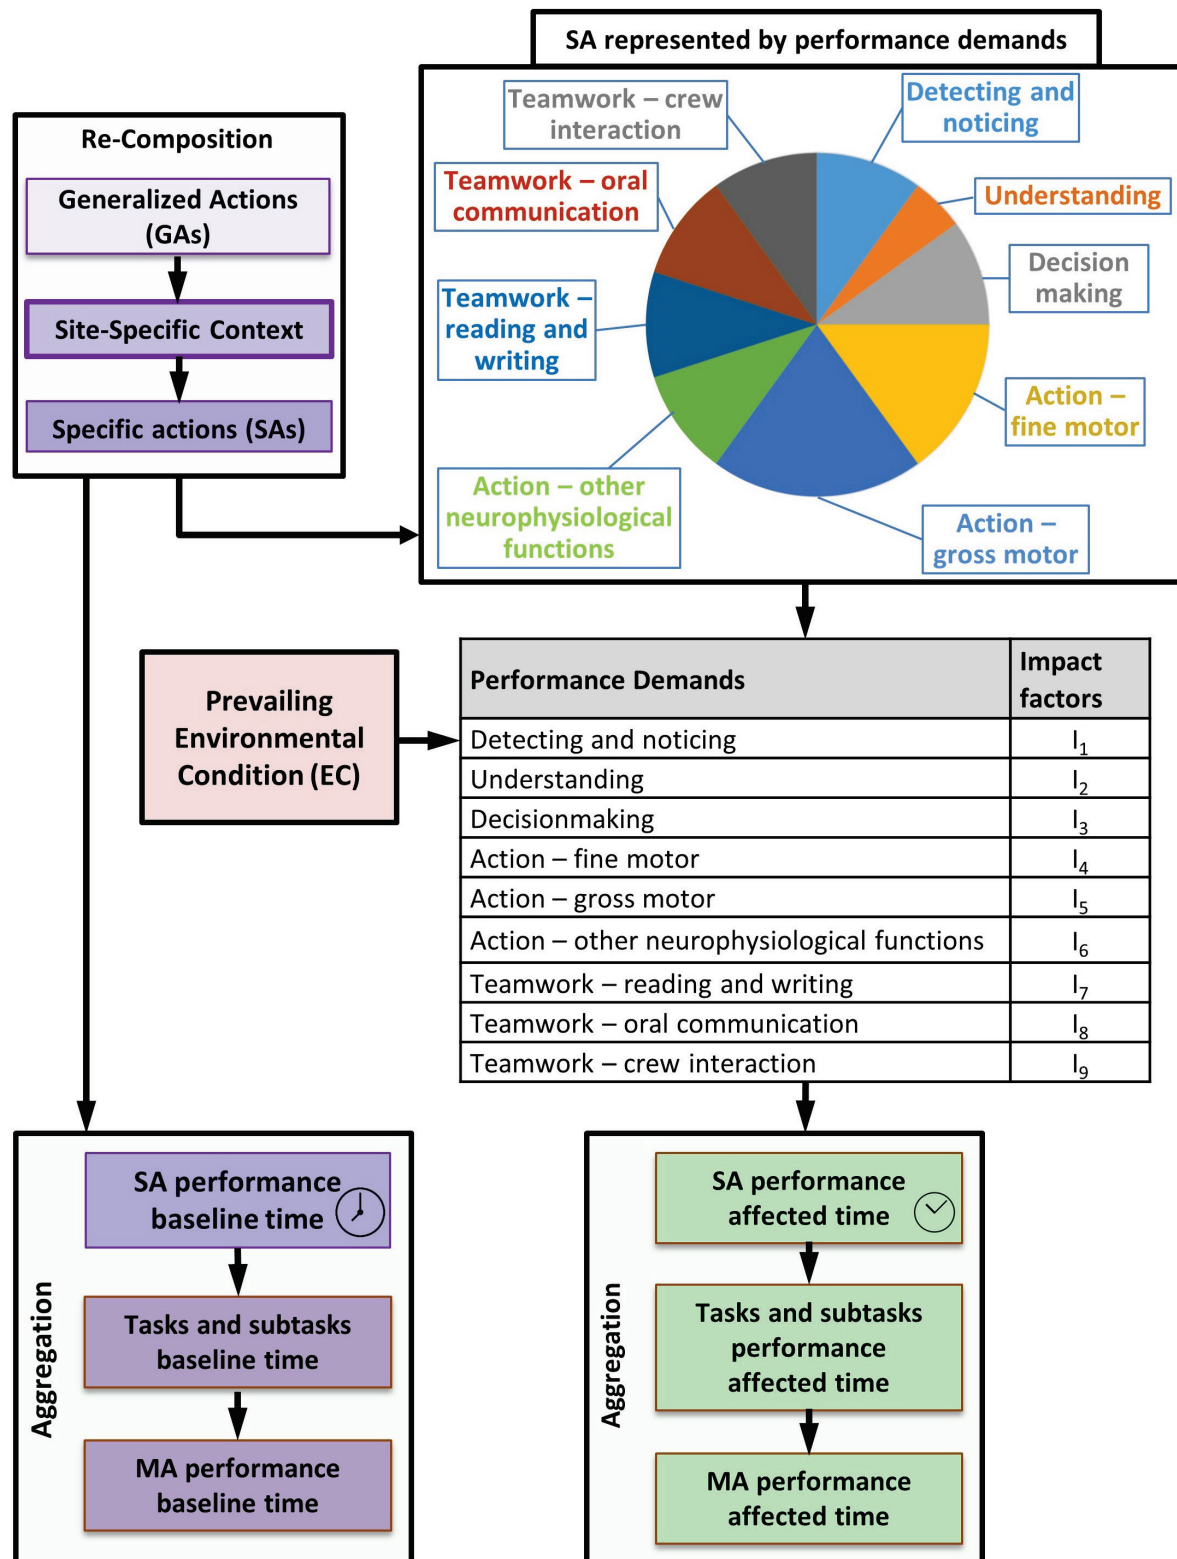 SA represented by performance demands
Re-Composition
Generalized Actions
(GAs)
Site-Specific Context
Specific actions (SAs)
Teamwork – crew
interaction
Detecting and
noticing
Teamwork – oral
communication
Understanding
Decision
making
Teamwork –
reading and
writing
Action –
fine motor
Action – other
neurophysiological
functions
Action –
gross motor
Prevailing
Environmental
Condition (EC)
Performance Demands
Impact
factors
Detecting and noticing I₁
Understanding I₂
Decisionmaking I₃
Action – fine motor I₄
Action – gross motor I₅
Action – other neurophysiological functions I₆
Teamwork – reading and writing I₇
Teamwork – oral communication I₈
Teamwork – crew interaction I₉
Aggregation
SA performance
baseline time
Tasks and subtasks
baseline time
MA performance
baseline time
Aggregation
SA performance
affected time
Tasks and subtasks
performance
affected time
MA performance
affected time